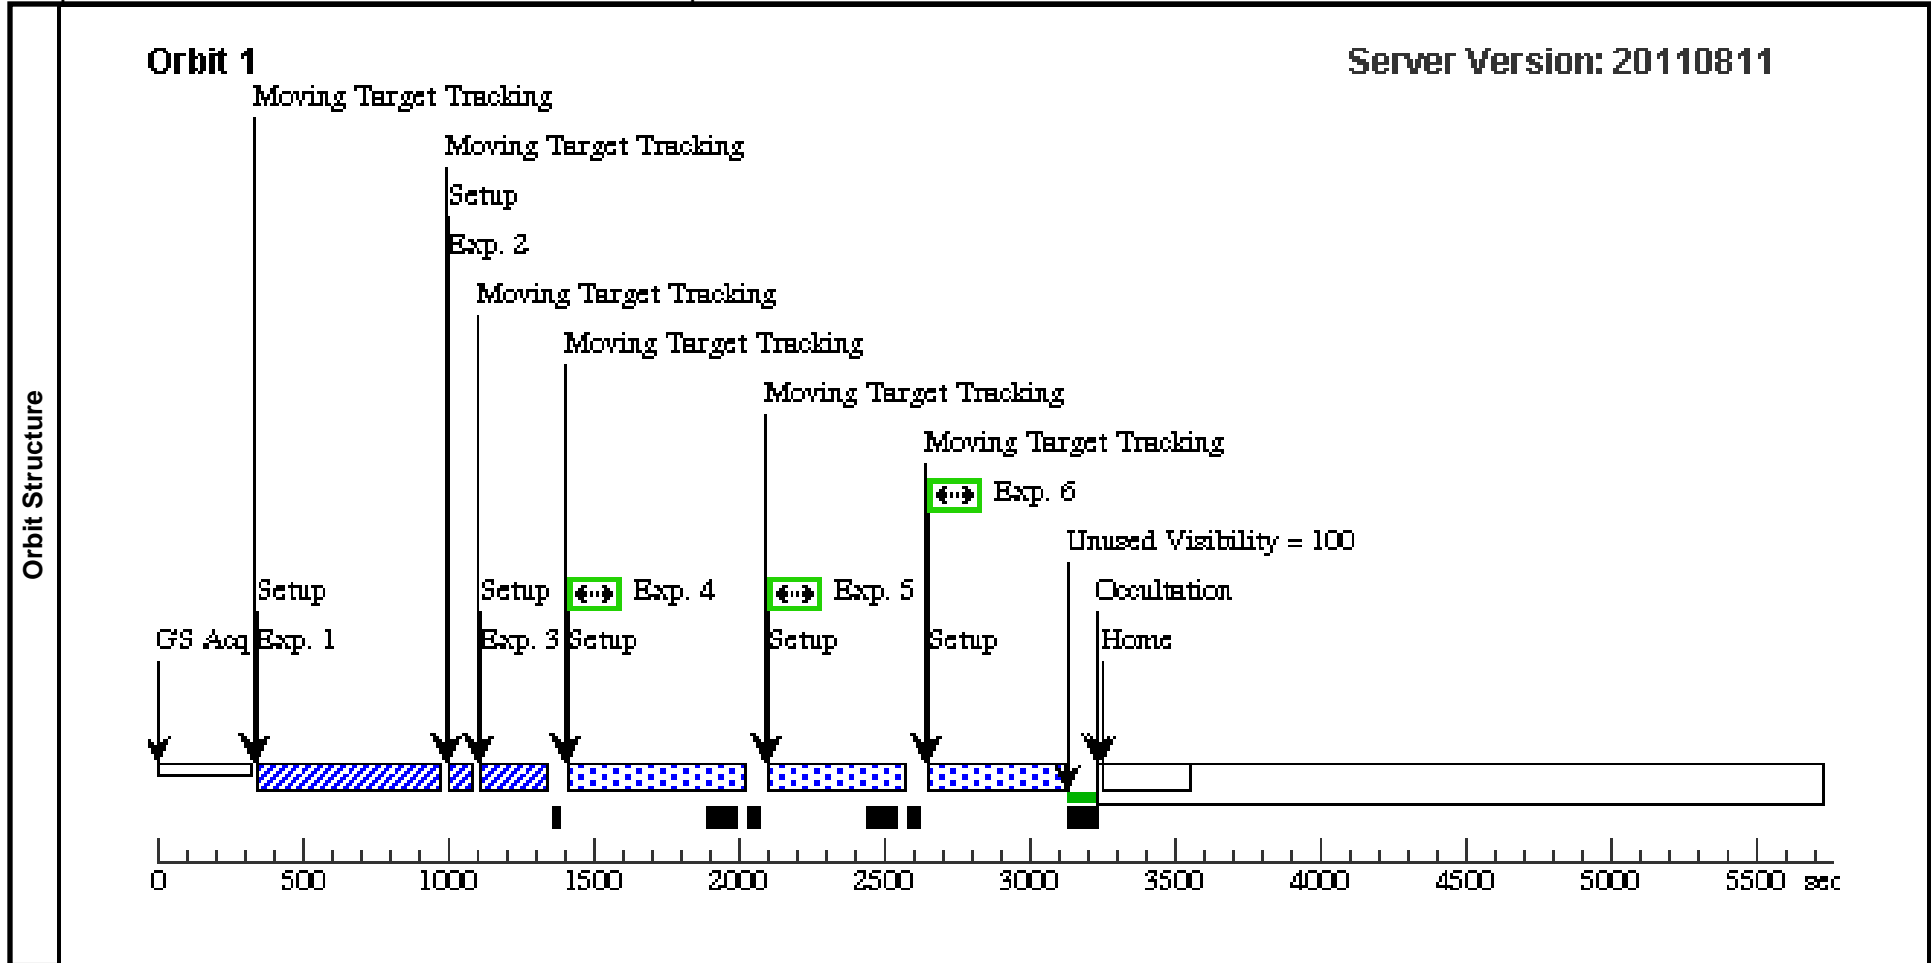 Orbit 1
Server Version: 20110811
Moving Target Tracking
Moving Target Tracking
Setup
Exp. 2
Moving Target Tracking
Moving Target Tracking
Moving Target Tracking
Moving Target Tracking
Exp. 6
Unused Visibility = 100
Setup
Setup
Exp. 4
Exp. 5
Occultation
GS Acq
Exp. 1
Exp. 3
Setup
Setup
Setup
Home
0 500 1000 1500 2000 2500 3000 3500 4000 4500 5000 5500 sec
Orbit Structure